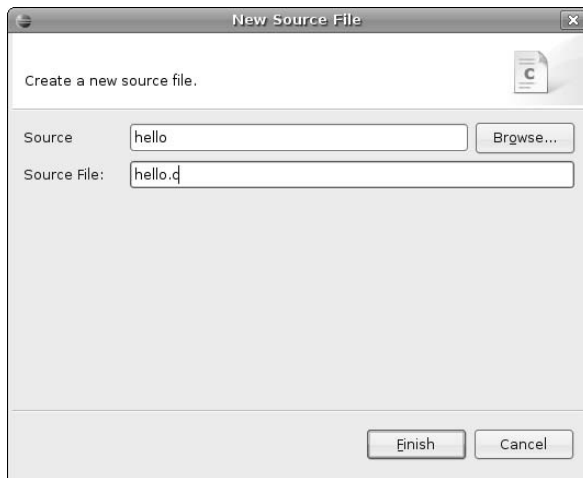 New Source File
Create a new source file.
c
Source
hello
Browse...
Source File:
hello.c
Finish
Cancel